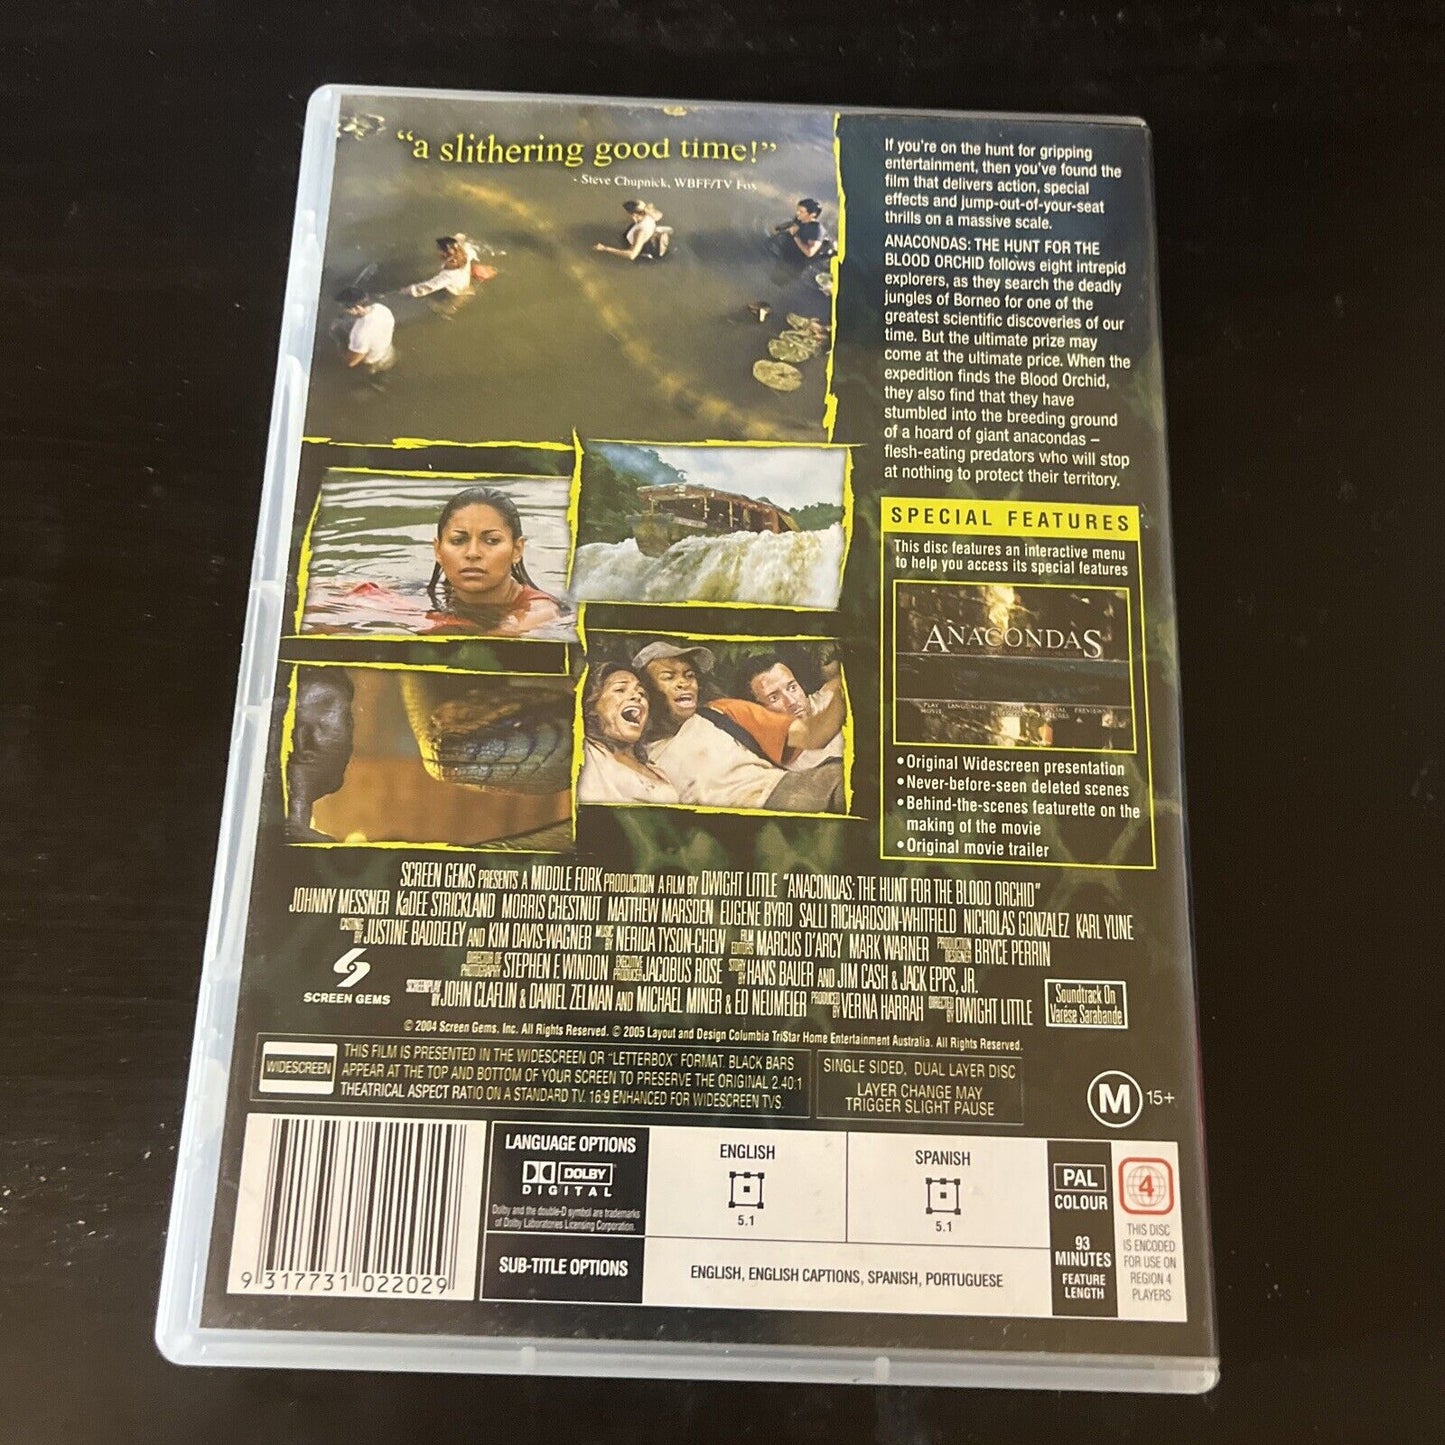 “a slithering good time!”
- Steve Chupnick, WBFF/TV Fox
If you're on the hunt for gripping
entertainment, then you've found the
film that delivers action, special
effects and jump-out-of-your-seat
thrills on a massive scale.
ANACONDAS: THE HUNT FOR THE
BLOOD ORCHID follows eight intrepid
explorers, as they search the deadly
jungles of Borneo for one of the
greatest scientific discoveries of our
time. But the ultimate prize may
come at the ultimate price. When the
expedition finds the Blood Orchid,
they also find that they have
stumbled into the breeding ground
of a hoard of giant anacondas –
flesh-eating predators who will stop
at nothing to protect their territory.
SPECIAL FEATURES
This disc features an interactive menu
to help you access its special features
ANACONDAS
PLAY MOVIE LANGUAGES SPECIAL FEATURES PREVIEWS
•Original Widescreen presentation
•Never-before-seen deleted scenes
•Behind-the-scenes featurette on the
making of the movie
•Original movie trailer
SCREEN GEMS PRESENTS A MIDDLE FORK PRODUCTION A FILM BY DWIGHT LITTLE "ANACONDAS: THE HUNT FOR THE BLOOD ORCHID"
JOHNNY MESSNER KaDEE STRICKLAND MORRIS CHESTNUT MATTHEW MARSDEN EUGENE BYRD SALLI RICHARDSON-WHITFIELD NICHOLAS GONZALEZ KARL YUNE
CASTING BY JUSTINE BADDELEY AND KIM DAVIS-WAGNER MUSIC BY NERIDA TYSON-CHEW FILM EDITORS MARCUS D'ARCY MARK WARNER PRODUCTION DESIGNER BRYCE PERRIN
DIRECTOR OF PHOTOGRAPHY STEPHEN F. WINDON EXECUTIVE PRODUCER JACOBUS ROSE STORY BY HANS BAUER AND JIM CASH & JACK EPPS, JR.
SCREENPLAY BY JOHN CLAFLIN & DANIEL ZELMAN AND MICHAEL MINER & ED NEUMEIER PRODUCED BY VERNA HARRAH DIRECTED BY DWIGHT LITTLE
SCREEN GEMS
Soundtrack On
Varèse Sarabande
© 2004 Screen Gems. Inc. All Rights Reserved. © 2005 Layout and Design Columbia TriStar Home Entertainment Australia. All Rights Reserved.
WIDESCREEN
THIS FILM IS PRESENTED IN THE WIDESCREEN OR "LETTERBOX" FORMAT. BLACK BARS
APPEAR AT THE TOP AND BOTTOM OF YOUR SCREEN TO PRESERVE THE ORIGINAL 2.40:1
THEATRICAL ASPECT RATIO ON A STANDARD TV. 16:9 ENHANCED FOR WIDESCREEN TVS.
SINGLE SIDED, DUAL LAYER DISC
LAYER CHANGE MAY
TRIGGER SLIGHT PAUSE
M 15+
9 317731 022029
LANGUAGE OPTIONS
DOLBY
DIGITAL
Dolby and the double-D symbol are trademarks
of Dolby Laboratories Licensing Corporation.
ENGLISH
5.1
SPANISH
5.1
SUB-TITLE OPTIONS
ENGLISH, ENGLISH CAPTIONS, SPANISH, PORTUGUESE
PAL
COLOUR
93
MINUTES
FEATURE
LENGTH
4
THIS DISC
IS ENCODED
FOR USE ON
REGION 4
PLAYERS